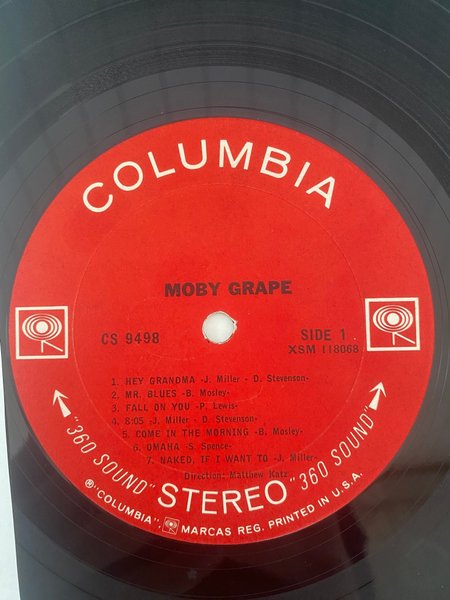 COLUMBIA
MOBY GRAPE
CS 9498
SIDE 1
XSM 118068
1. HEY GRANDMA -J. Miller - D. Stevenson-
2. MR. BLUES -B. Mosley-
3. FALL ON YOU -P. Lewis-
4. 8:05 -J. Miller - D. Stevenson-
5. COME IN THE MORNING -B. Mosley-
6. OMAHA -S. Spence-
7. NAKED, IF I WANT TO -J. Miller-
Direction: Matthew Katz
"360 SOUND" STEREO "360 SOUND"
Ⓡ "COLUMBIA", MARCAS REG. PRINTED IN U.S.A.